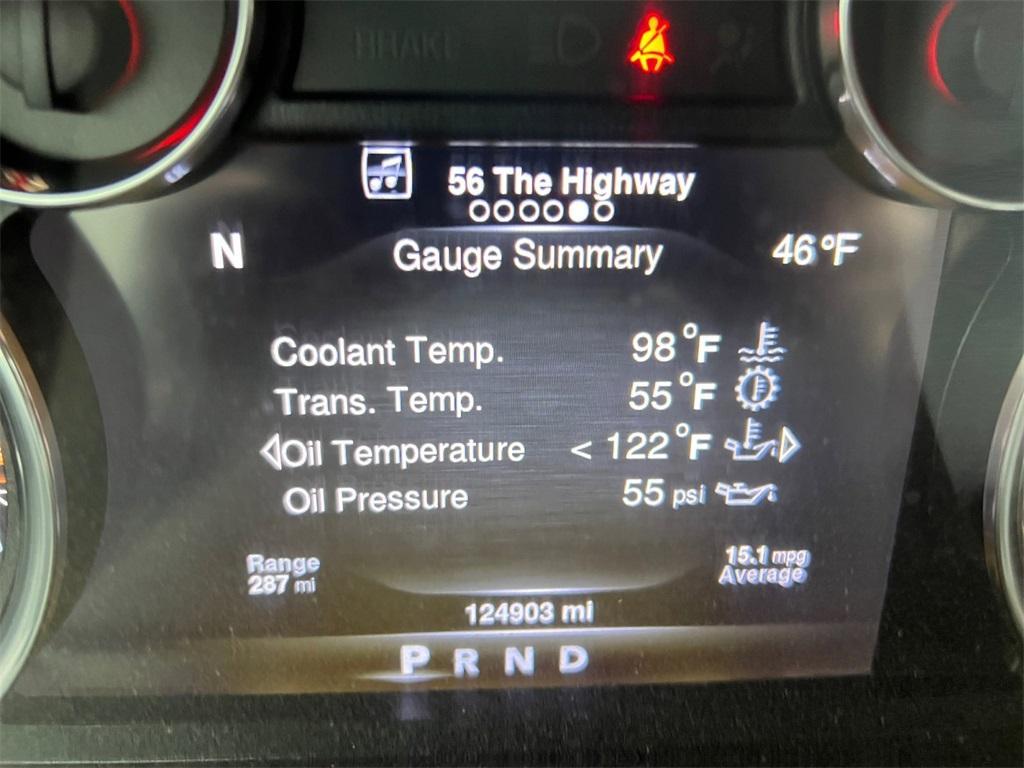 BRAKE
56 The Highway
N
Gauge Summary
46°F
Coolant Temp. 98°F
Trans. Temp. 55°F
Oil Temperature < 122°F
Oil Pressure 55 psi
Range
287 mi
15.1 mpg
Average
124903 mi
P R N D